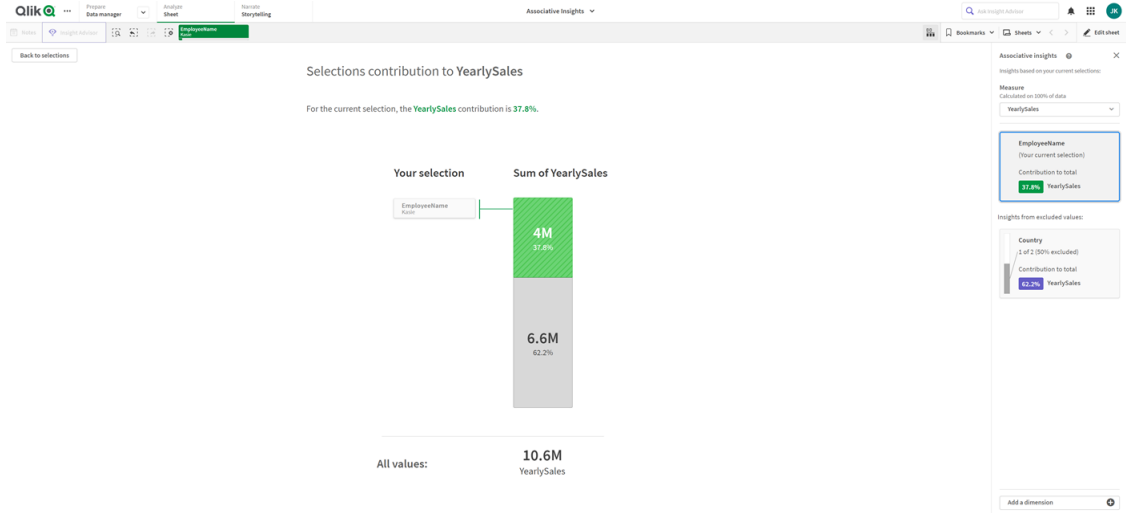 Qlik
Prepare
Data manager
Analyze
Sheet
Narrate
Storytelling
Associative Insights
Ask Insight Advisor
JK
Notes
Insight Advisor
EmployeeName
Kasin
Bookmarks
Sheets
Edit sheet
Back to selections
Selections contribution to YearlySales
For the current selection, the YearlySales contribution is 37.8%.
Your selection
Sum of YearlySales
EmployeeName
4M
37.8%
6.6M
62.2%
All values:
10.6M
YearlySales
Associative insights
Insights based on your current selections:
Measure
Calculated on 100% of data
YearlySales
EmployeeName
(Your current selection)
Contribution to total
37.8% YearlySales
Insights from excluded values:
Country
1 of 2 (50% excluded)
Contribution to total
62.2% YearlySales
Add a dimension